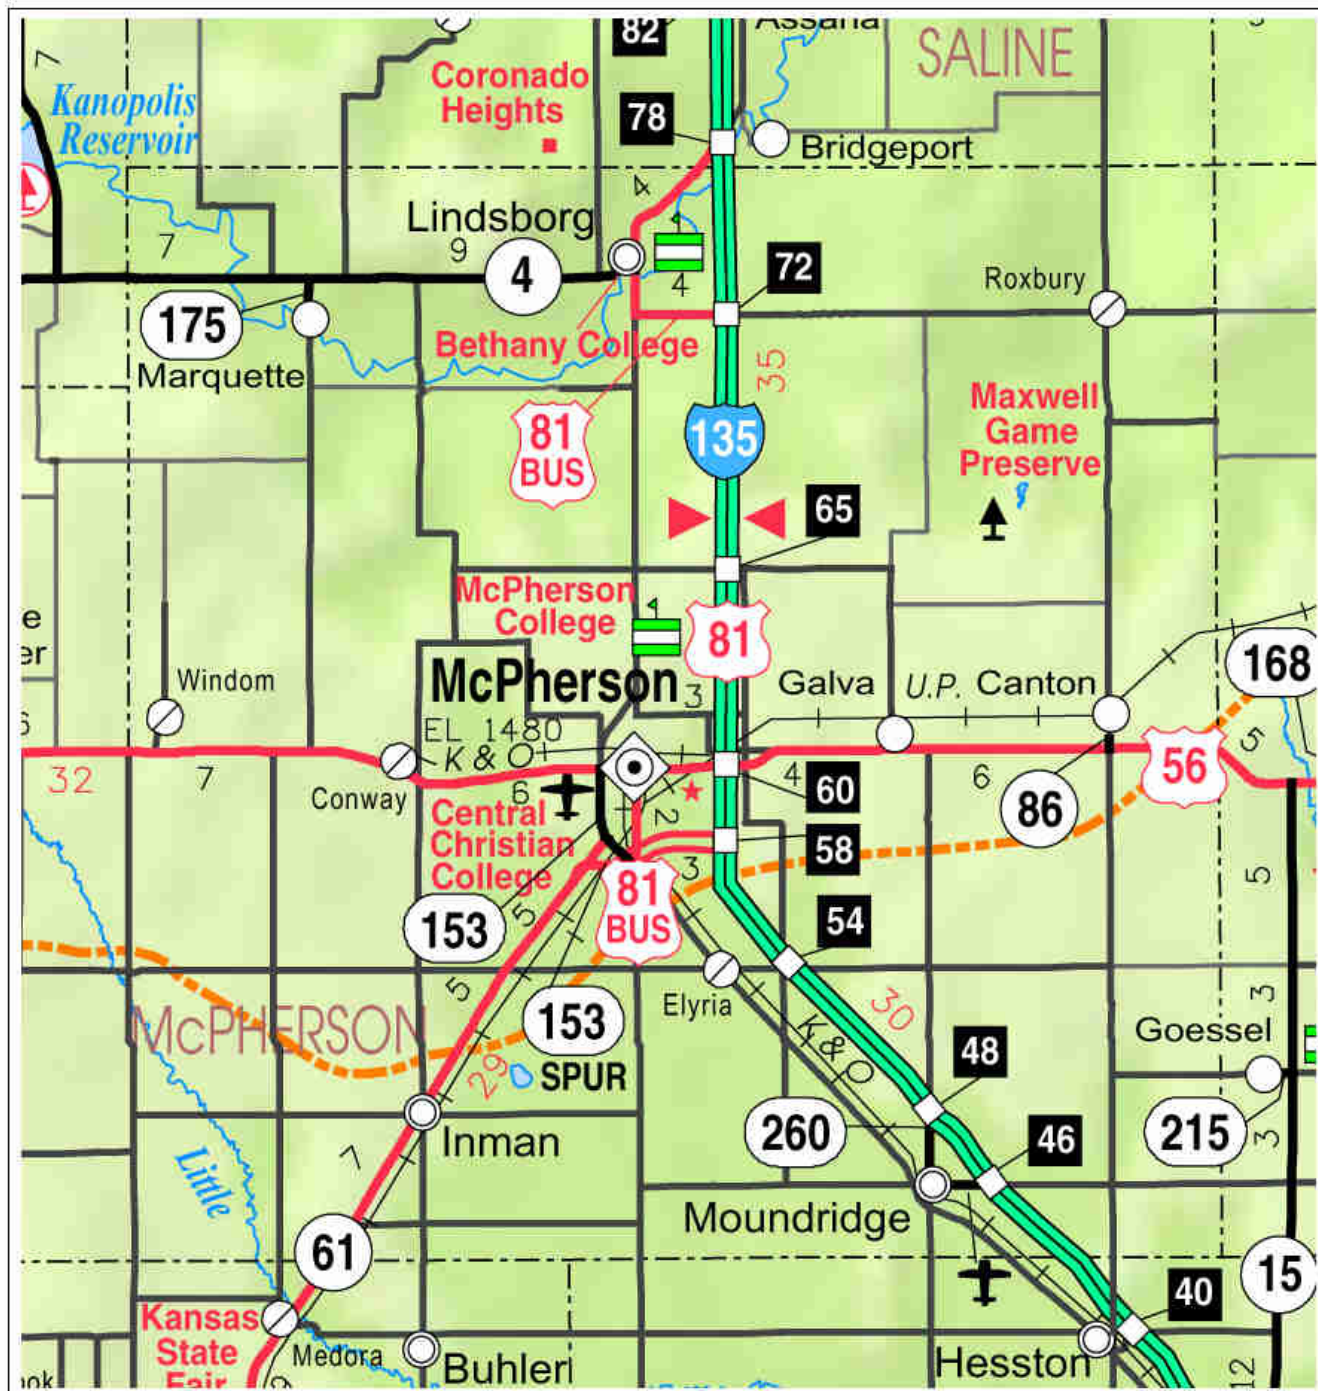 82
Assaria
SALINE
7
Coronado
Heights
Kanopolis
Reservoir
78
Bridgeport
4
Lindsborg
7
9
4
4
72
Roxbury
175
Bethany College
Marquette
35
81
BUS
135
Maxwell
Game
Preserve
65
McPherson
College
81
e
er
Windom
McPherson
3
Galva
U.P.
Canton
168
EL 1480
K & O
32
7
Conway
6
4
60
6
86
56
5
Central
Christian
College
2
3
58
5
81
BUS
153
5
54
5
Elyria
30
3
McPHERSON
153
SPUR
29
K & O
48
Goessel
260
46
215
3
Inman
7
Little
Moundridge
61
15
40
Kansas
State
Fair
Medora
Buhler
Hesston
12